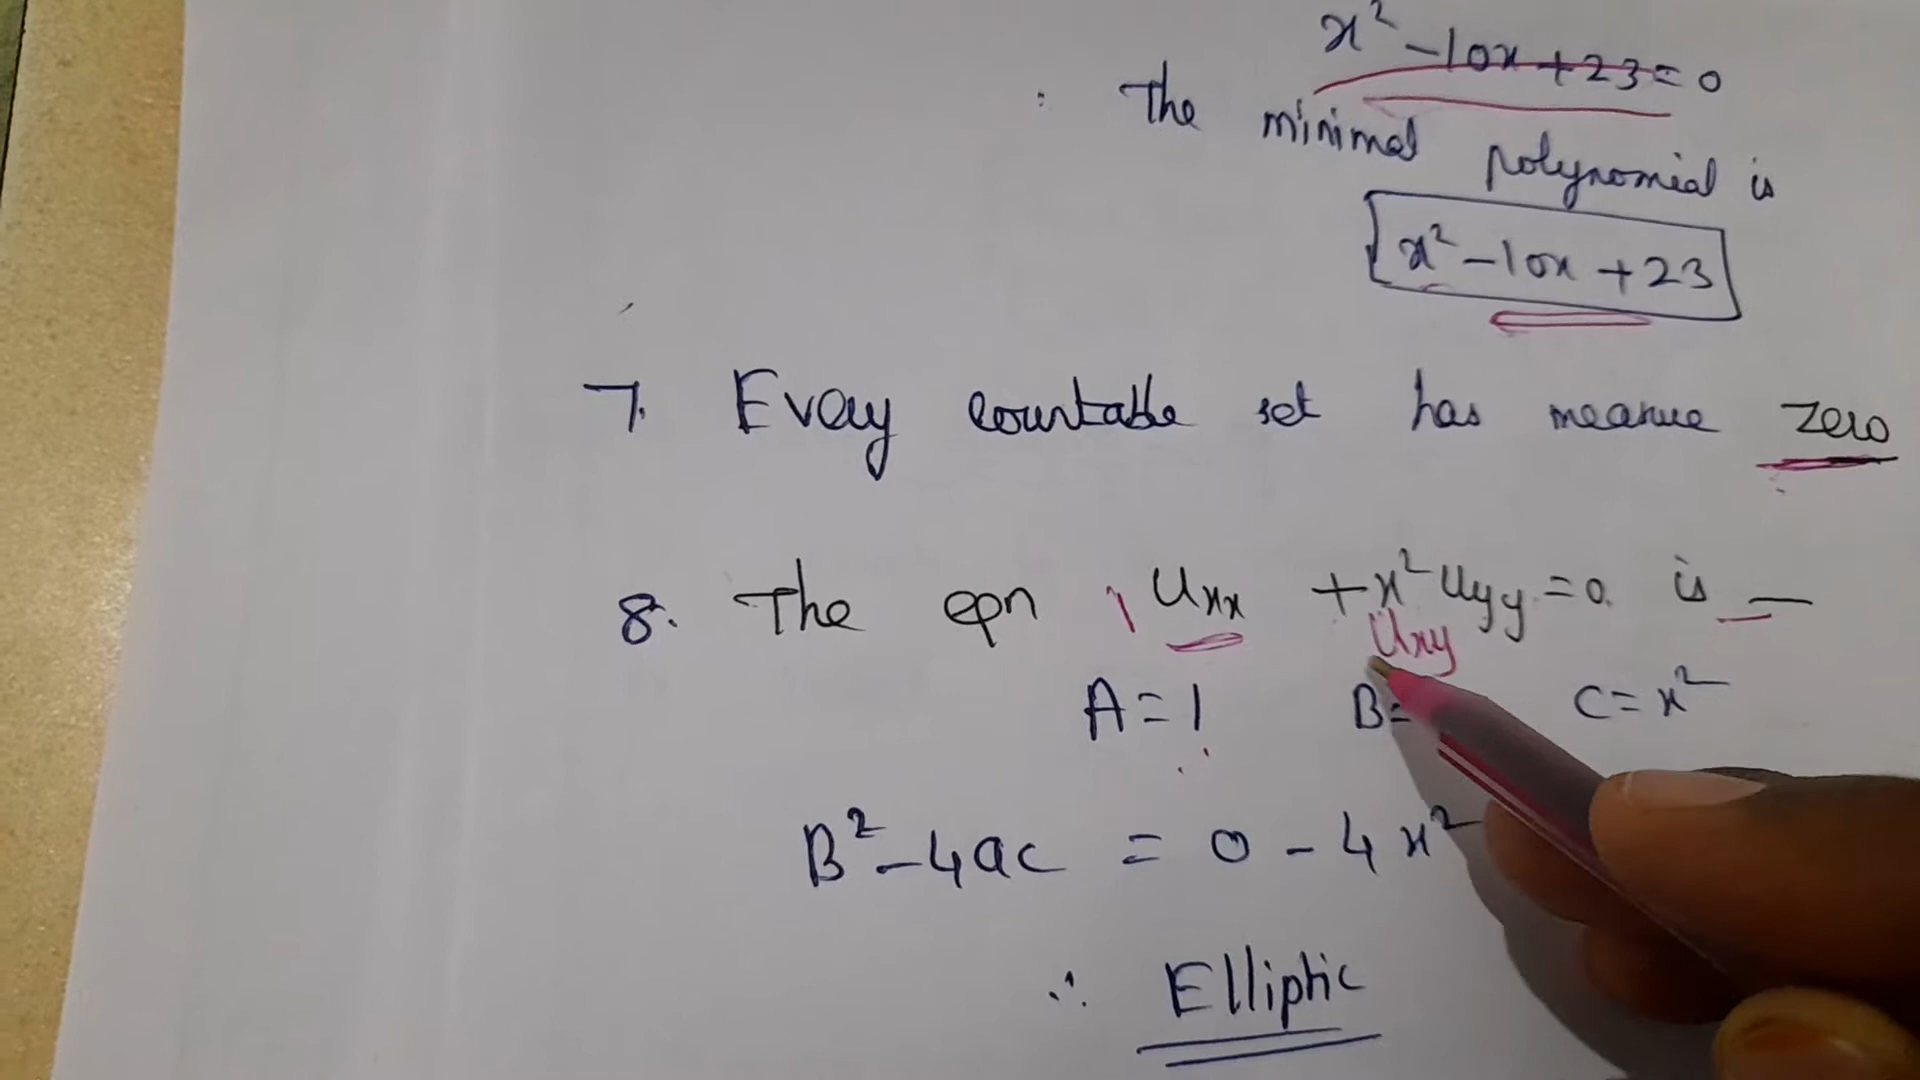 x² - 10x + 23 = 0
The minimal polynomial is
x² - 10x + 23
7. Every countable set has measure zero
8. The eqn 1 Uxx + x² Uyy = 0 is —
Uxy
A = 1 B = C = x²
B² - 4ac = 0 - 4x²
∴ Elliptic